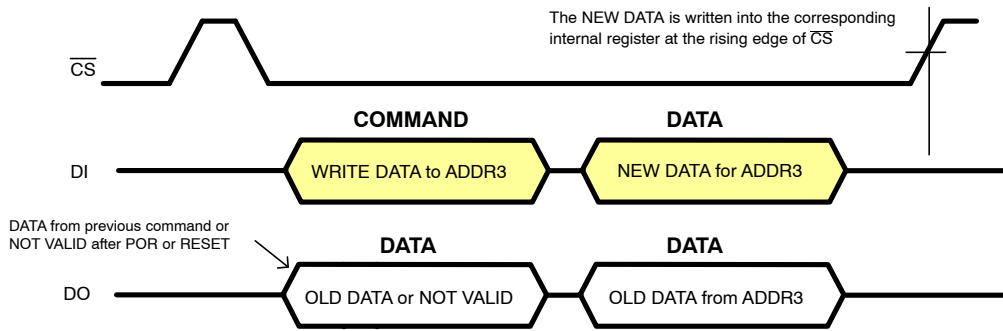 The NEW DATA is written into the corresponding
internal register at the rising edge of C̅S̅
C̅S̅
COMMAND
DATA
DI
WRITE DATA to ADDR3
NEW DATA for ADDR3
DATA from previous command or
NOT VALID after POR or RESET
DATA
DATA
DO
OLD DATA or NOT VALID
OLD DATA from ADDR3